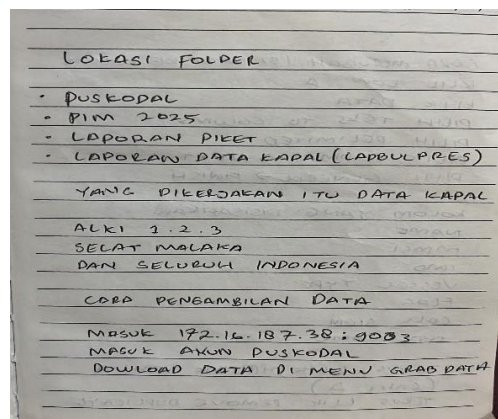 LOKASI FOLDER
- PUSKODAL
- PIM 2025
- LAPORAN PIKET
- LAPORAN DATA KAPAL (LAPBULPRES)
YANG DIKERJAKAN ITU DATA KAPAL
ALKI 1.2.3
SELAT MALAKA
DAN SELURUH INDONESIA
CARA PENGAMBILAN DATA
MASUK 172.16.187.38:9003
MASUK AKUN PUSKODAL
DOWLOAD DATA DI MENU GRAB DATA